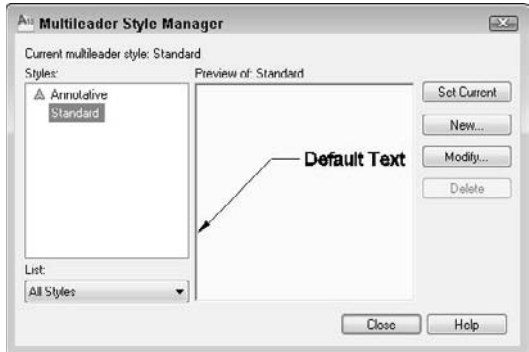 Multileader Style Manager
Current multileader style: Standard
Styles:
Preview of: Standard
Annotative
Standard
Default Text
Set Current
New...
Modify...
Delete
List:
All Styles
Close
Help